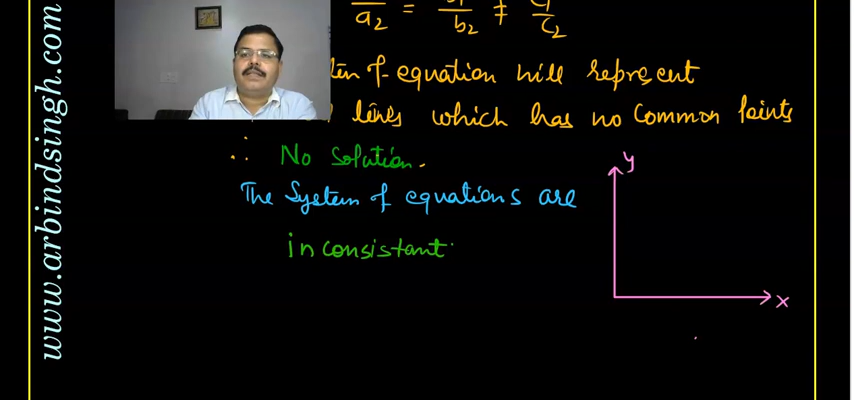 a₂ = b₂ ≠ c₂
of equation will represent
lines which has no common points
∴ No solution.
The System of equations are
inconsistant
y
x
www.arbindsingh.com